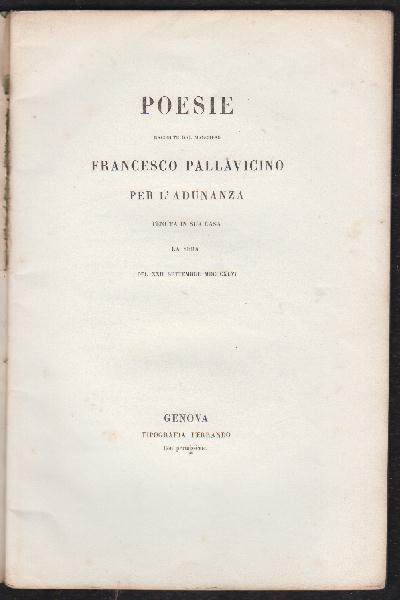 POESIE
RACCOLTE DAL MARCHESE
FRANCESCO PALLAVICINO
PER L'ADUNANZA
TENUTA IN SUA CASA
LA SERA
DEL XXII SETTEMBRE MDCCCXLVI
GENOVA
TIPOGRAFIA FERRANDO
Con permissione.